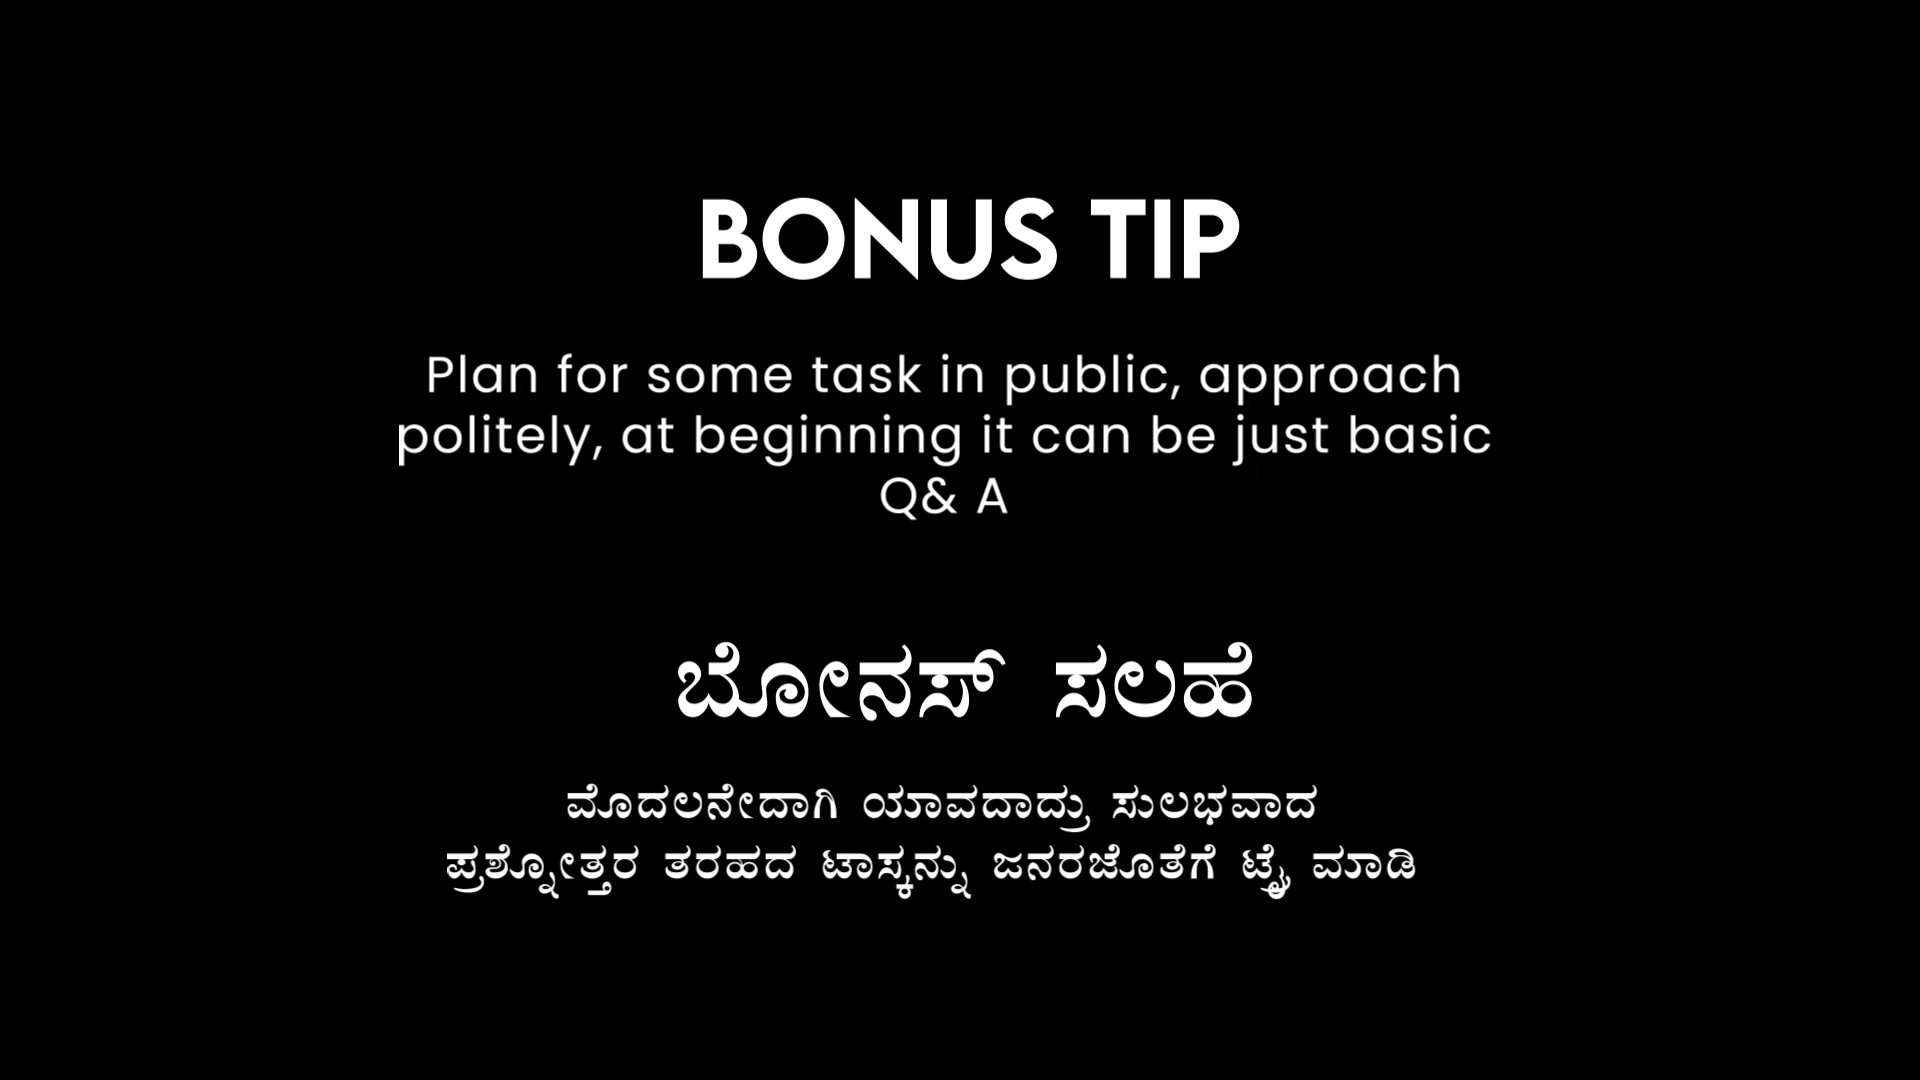 BONUS TIP
Plan for some task in public, approach
politely, at beginning it can be just basic
Q& A
ಬೋನಸ್ ಸಲಹೆ
ಮೊದಲನೇದಾಗಿ ಯಾವದಾದ್ರು ಸುಲಭವಾದ
ಪ್ರಶ್ನೋತ್ತರ ತರಹದ ಟಾಸ್ಕನ್ನು ಜನರಜೊತೆಗೆ ಟ್ರೈ ಮಾಡಿ